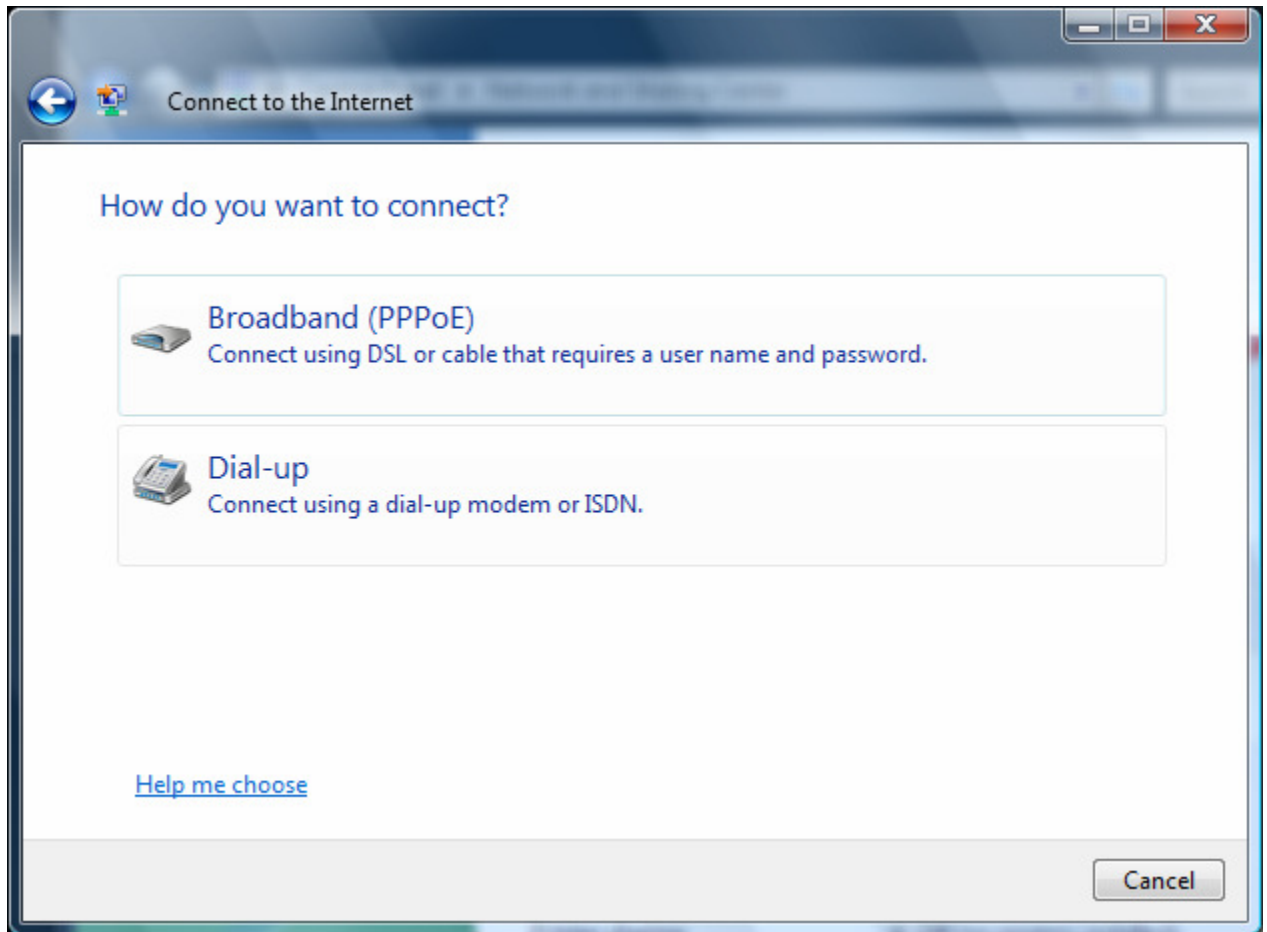 Connect to the Internet
How do you want to connect?
Broadband (PPPoE)
Connect using DSL or cable that requires a user name and password.
Dial-up
Connect using a dial-up modem or ISDN.
Help me choose
Cancel